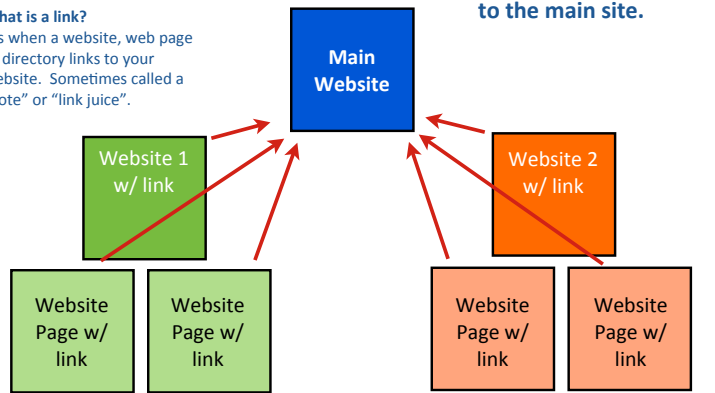 hat is a link?
s when a website, web page
directory links to your
ebsite.  Sometimes called a
ote” or “link juice”.
to the main site.
Main
Website
Website 1
w/ link
Website 2
w/ link
Website
Page w/
link
Website
Page w/
link
Website
Page w/
link
Website
Page w/
link